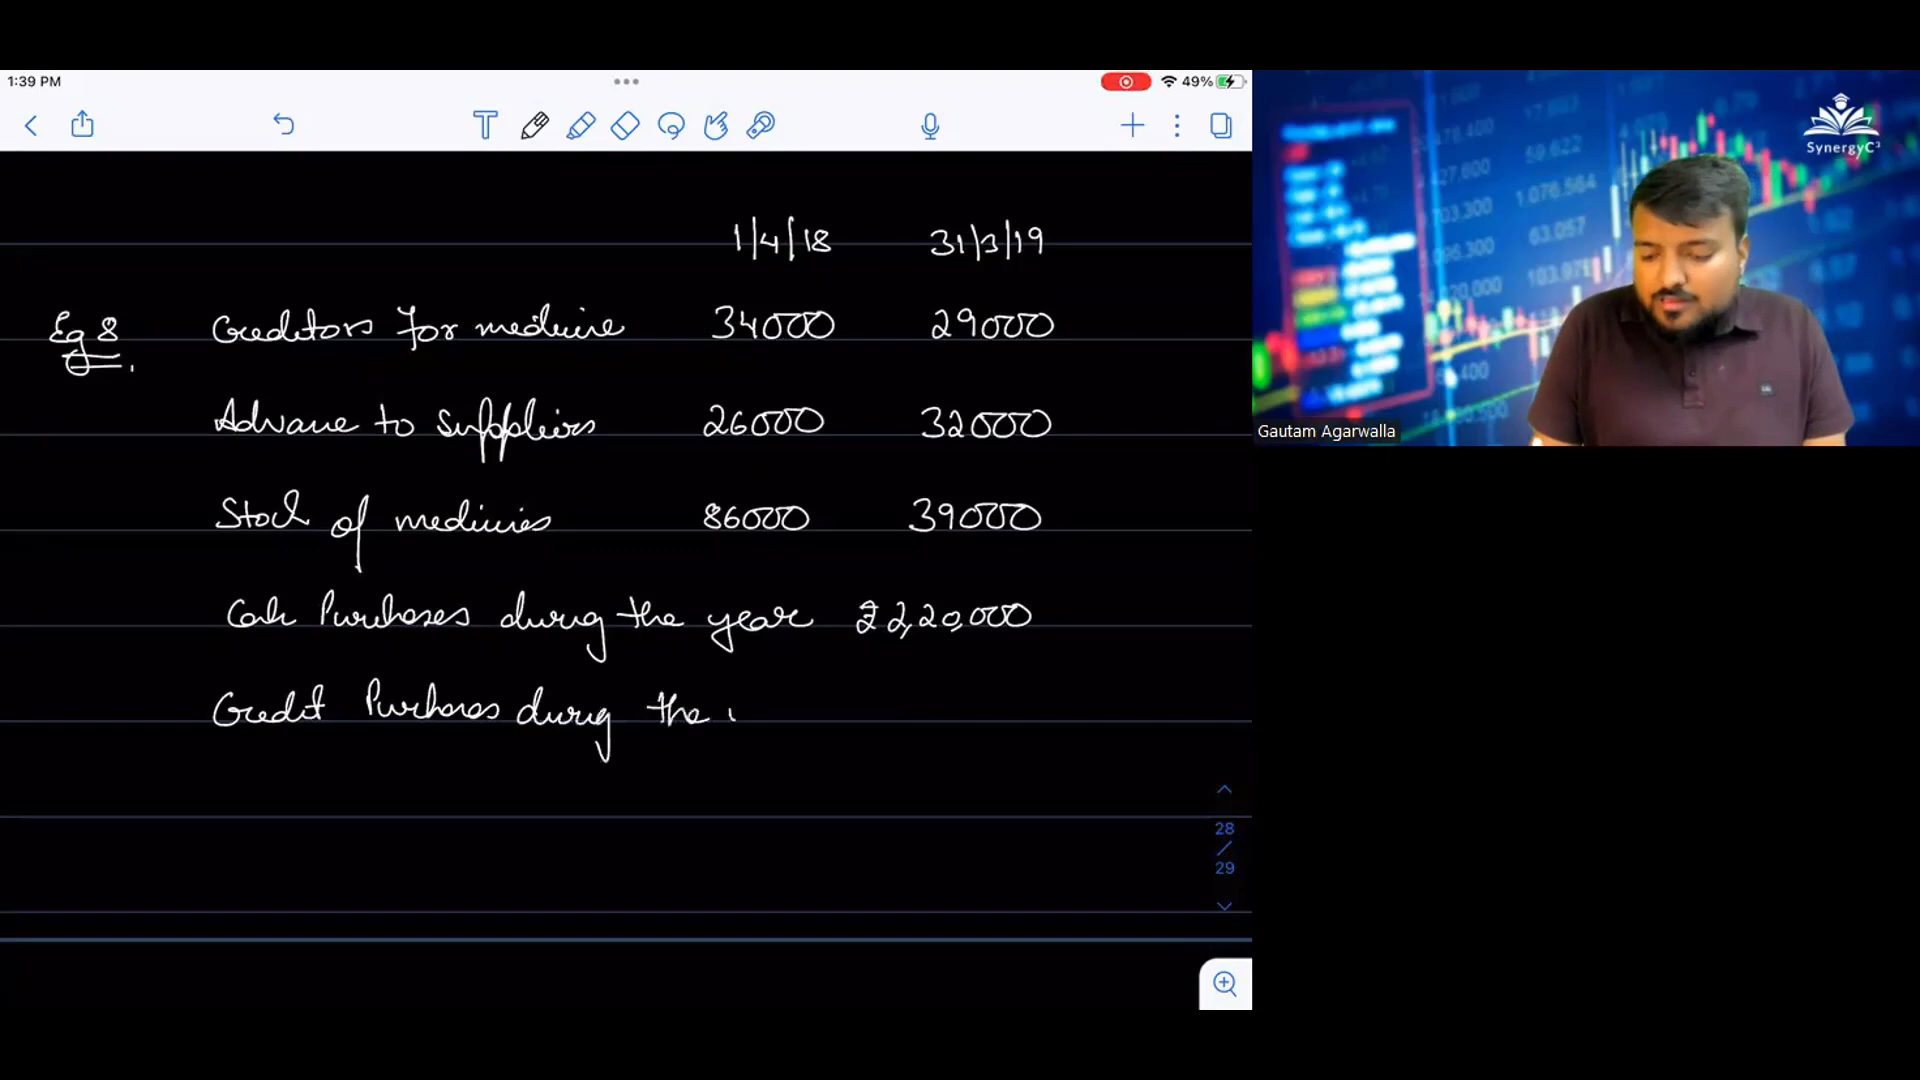 1:39 PM
49%
1/4/18 31/3/19
Eg 8. Creditors for medicine 34000 29000
Advance to suppliers 26000 32000
Stock of medicines 86000 39000
Cash Purchases during the year ₹2,20,000
Credit Purchases during the
28
/
29
SynergyC³
Gautam Agarwalla